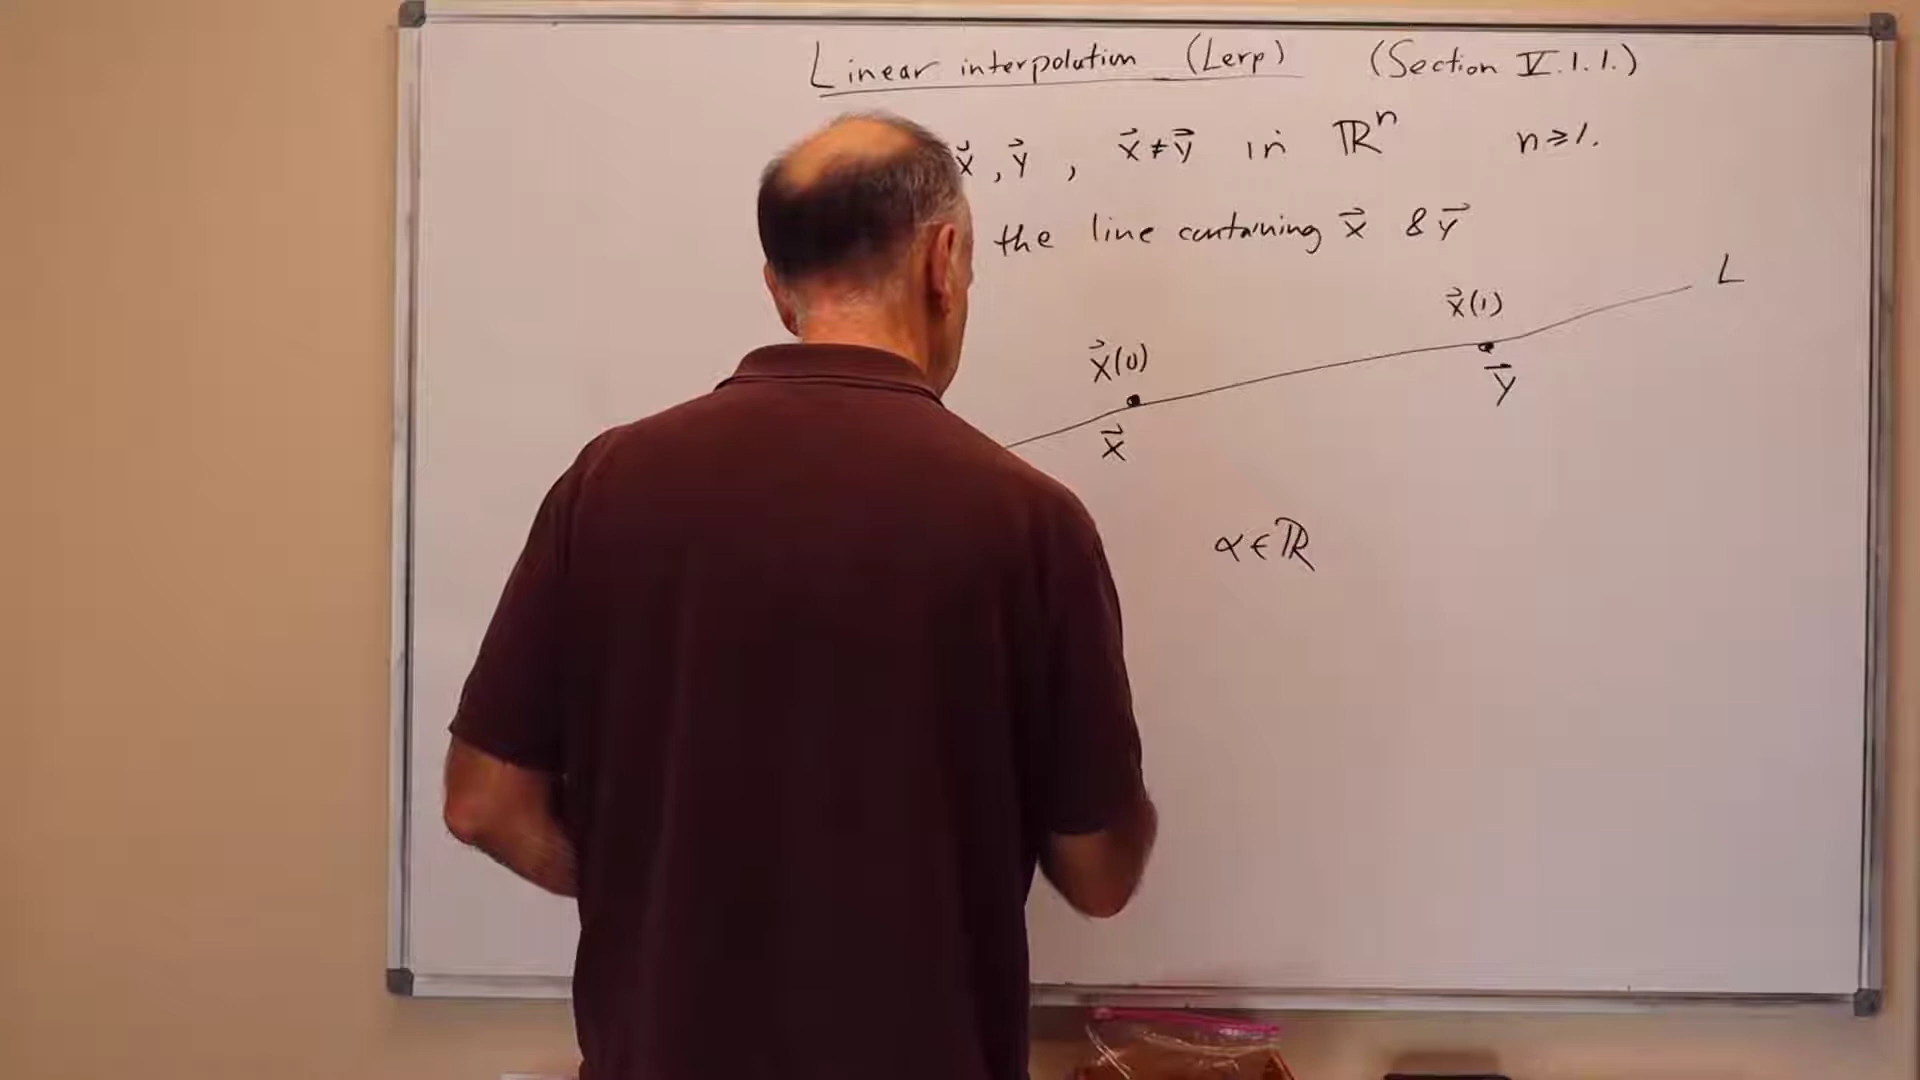 Linear interpolation (Lerp) (Section V.1.1.)
x⃗, y⃗, x⃗≠y⃗ in ℝⁿ n≥1.
the line containing x⃗ & y⃗
L
x⃗(1)
x⃗(0)
y⃗
x⃗
α∈ℝ